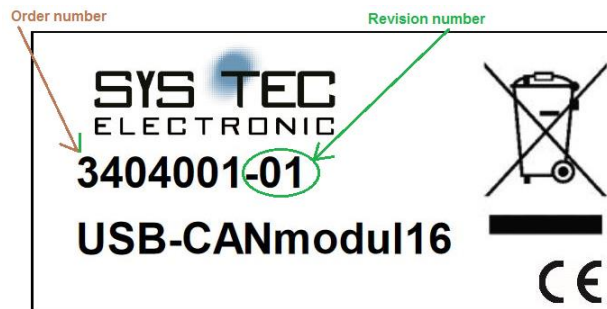 Order number
Revision number
SYS TEC
ELECTRONIC
3404001-01
USB-CANmodul16
CE